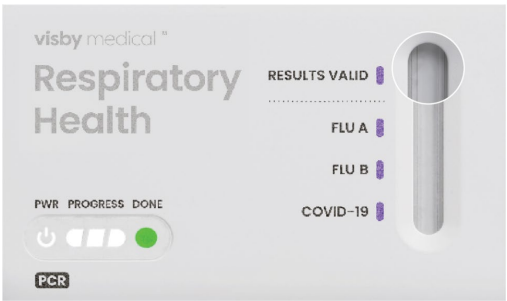 visby medical™
Respiratory
Health
RESULTS VALID
FLU A
FLU B
COVID-19
PWR PROGRESS DONE
PCR